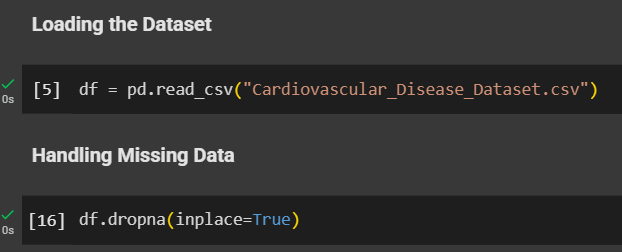 Loading the Dataset
[5] df = pd.read_csv("Cardiovascular_Disease_Dataset.csv")
0s
Handling Missing Data
[16] df.dropna(inplace=True)
0s